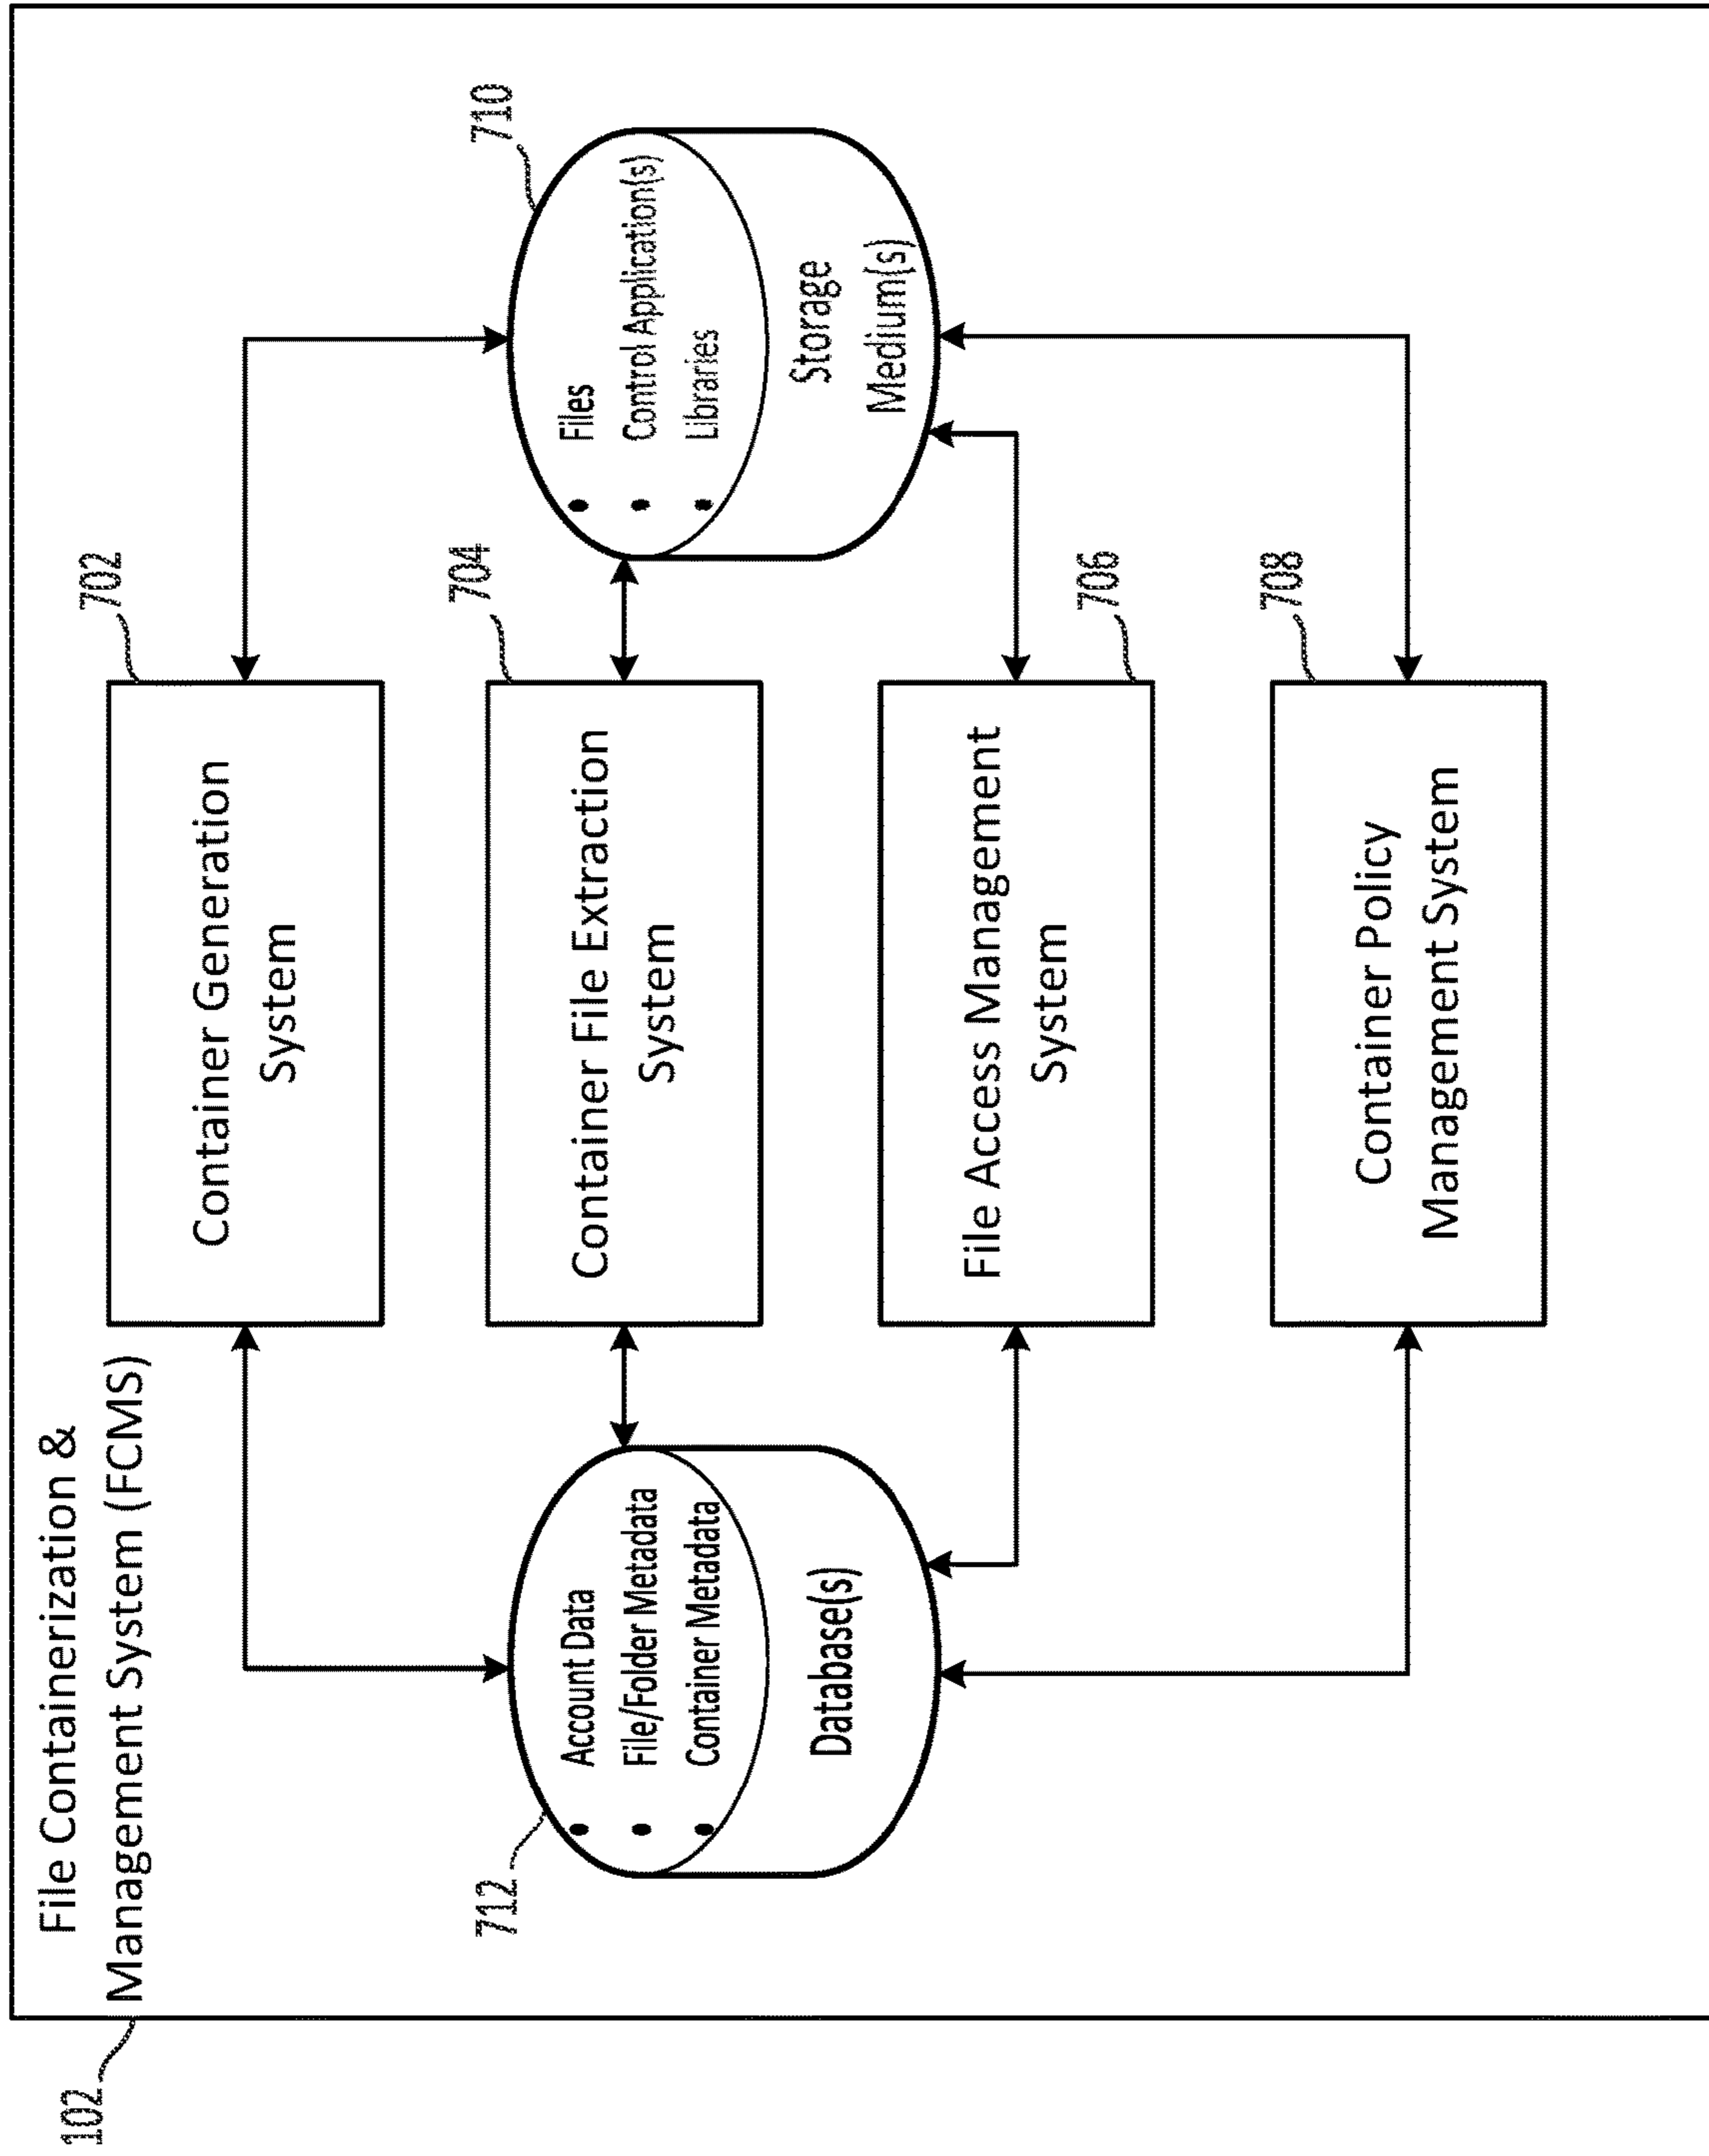 102
File Containerization &
Management System (FCMS)
702
Container Generation
System
704
Container File Extraction
System
706
File Access Management
System
708
Container Policy
Management System
712
• Account Data
• File/Folder Metadata
• Container Metadata
Database(s)
710
• Files
• Control Application(s)
• Libraries
Storage
Medium(s)